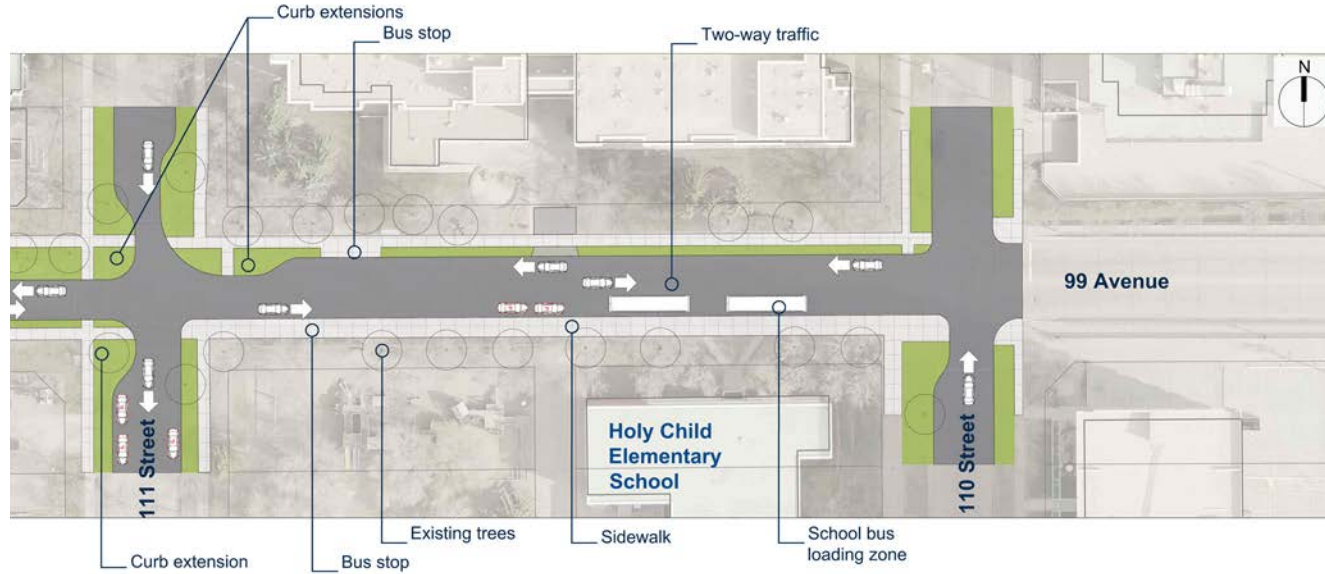 Curb extensions
Bus stop
Two-way traffic
N
99 Avenue
111 Street
Holy Child
Elementary
School
110 Street
Curb extension
Bus stop
Existing trees
Sidewalk
School bus
loading zone